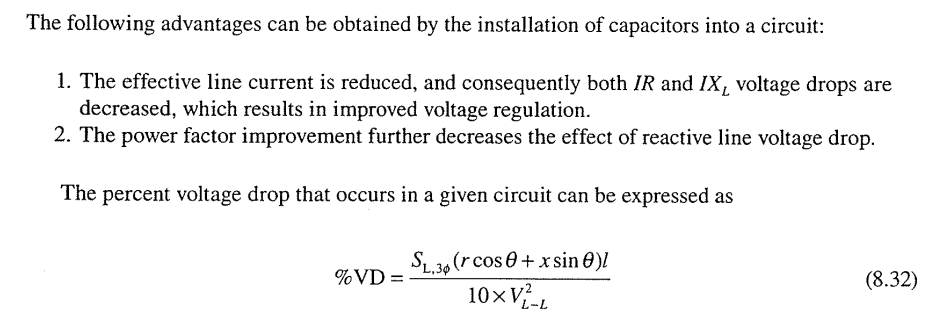 The following advantages can be obtained by the installation of capacitors into a circuit:
1. The effective line current is reduced, and consequently both IR and IX_L voltage drops are
decreased, which results in improved voltage regulation.
2. The power factor improvement further decreases the effect of reactive line voltage drop.
The percent voltage drop that occurs in a given circuit can be expressed as
%VD = \frac{S_{L,3\phi}(r\cos\theta + x\sin\theta)l}{10 \times V_{L-L}^2} (8.32)